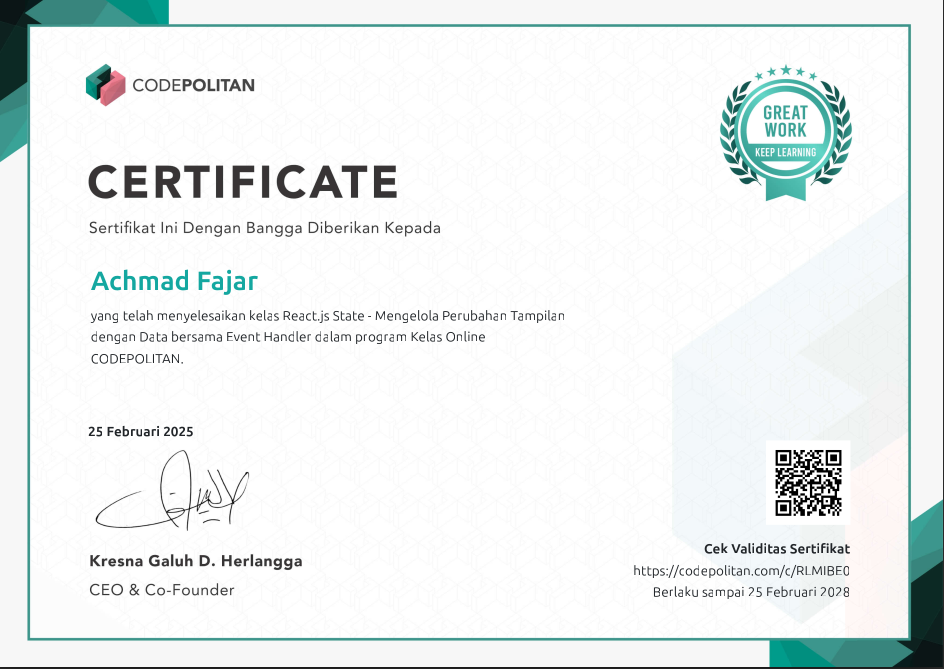 CODEPOLITAN
GREAT
WORK
KEEP LEARNING
CERTIFICATE
Sertifikat Ini Dengan Bangga Diberikan Kepada
Achmad Fajar
yang telah menyelesaikan kelas React.js State - Mengelola Perubahan Tampilan
dengan Data bersama Event Handler dalam program Kelas Online
CODEPOLITAN.
25 Februari 2025
Kresna Galuh D. Herlangga
CEO & Co-Founder
Cek Validitas Sertifikat
https://codepolitan.com/c/RLMIBE0
Berlaku sampai 25 Februari 2028